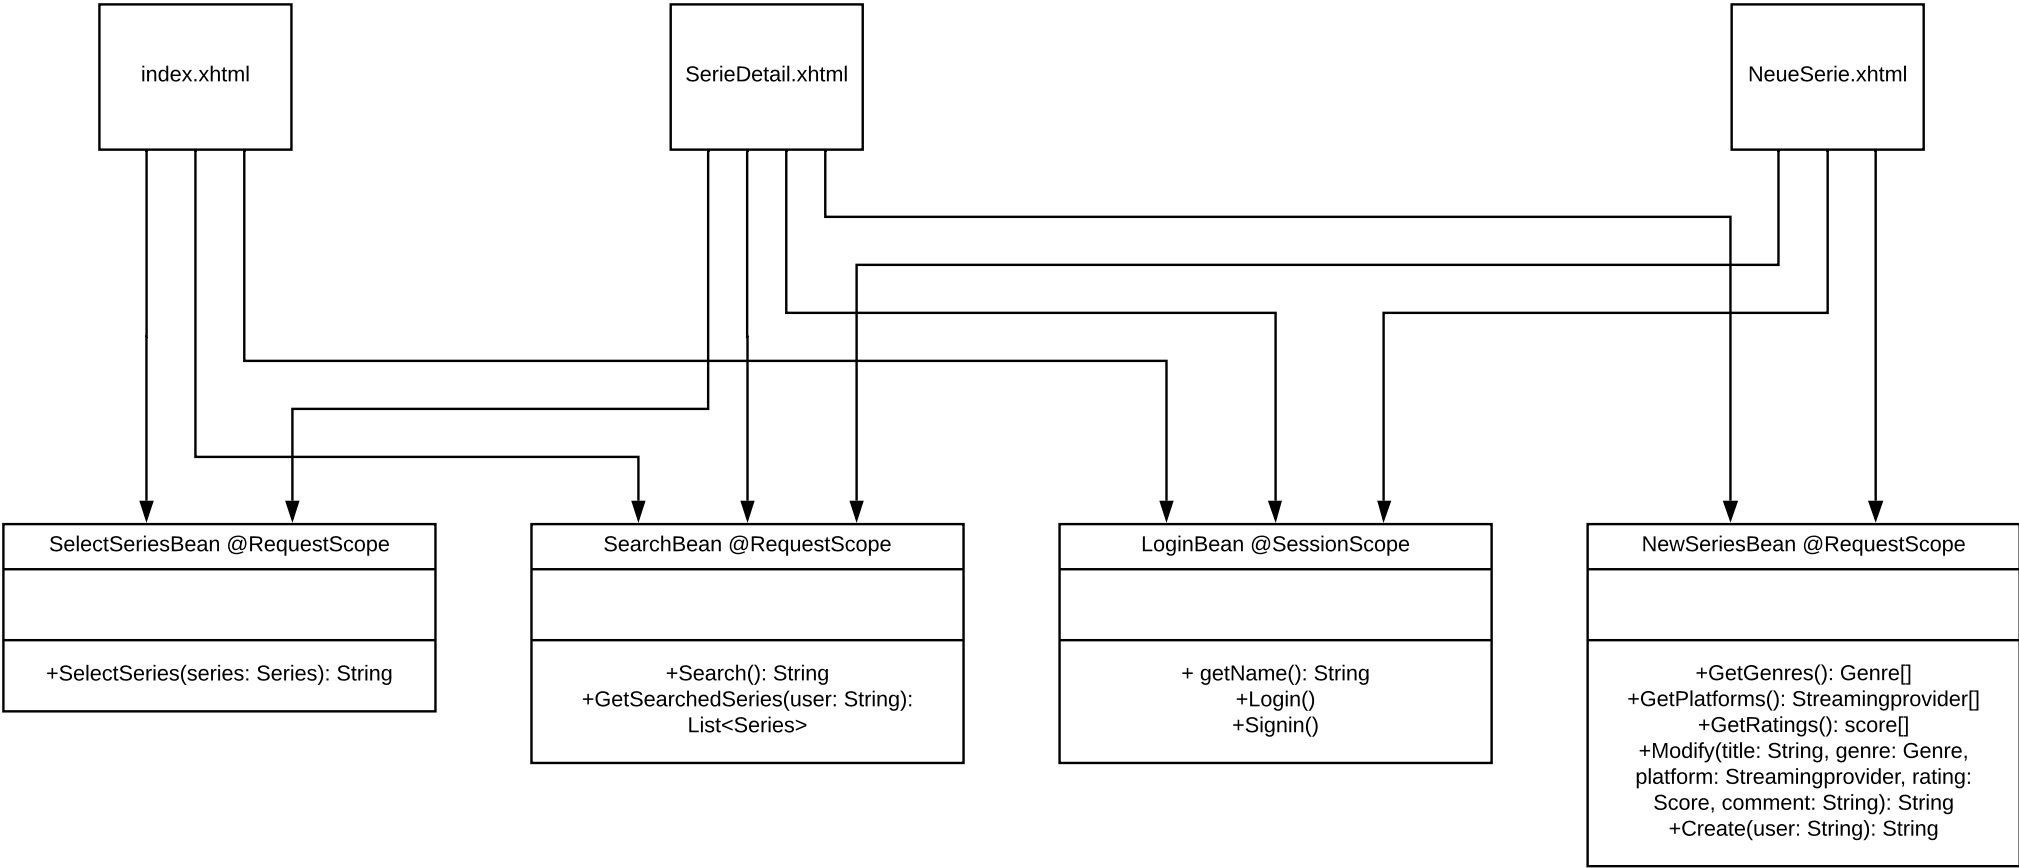 index.xhtml
SerieDetail.xhtml
NeueSerie.xhtml
SelectSeriesBean @RequestScope
+SelectSeries(series: Series): String
SearchBean @RequestScope
+Search(): String
+GetSearchedSeries(user: String):
List<Series>
LoginBean @SessionScope
+ getName(): String
+Login()
+Signin()
NewSeriesBean @RequestScope
+GetGenres(): Genre[]
+GetPlatforms(): Streamingprovider[]
+GetRatings(): score[]
+Modify(title: String, genre: Genre,
platform: Streamingprovider, rating:
Score, comment: String): String
+Create(user: String): String